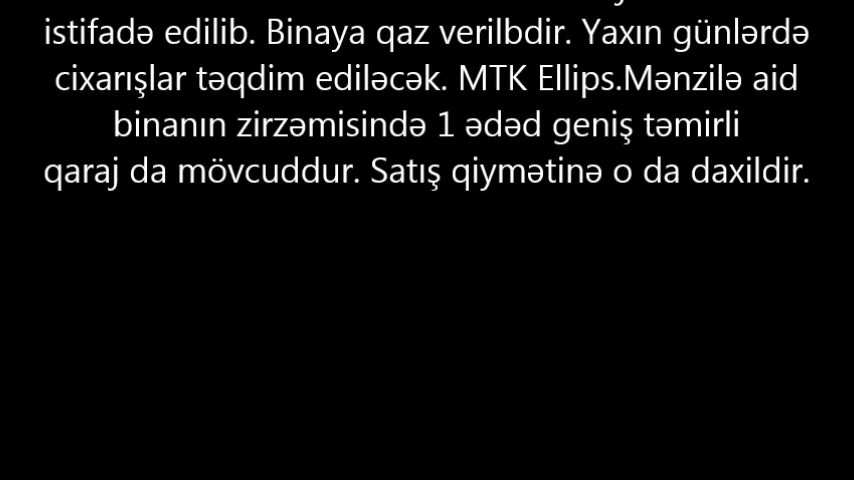 istifadə edilib. Binaya qaz verilbdir. Yaxın günlərdə
cixarışlar təqdim ediləcək. MTK Ellips.Mənzilə aid
binanın zirzəmisində 1 ədəd geniş təmirli
qaraj da mövcuddur. Satış qiymətinə o da daxildir.